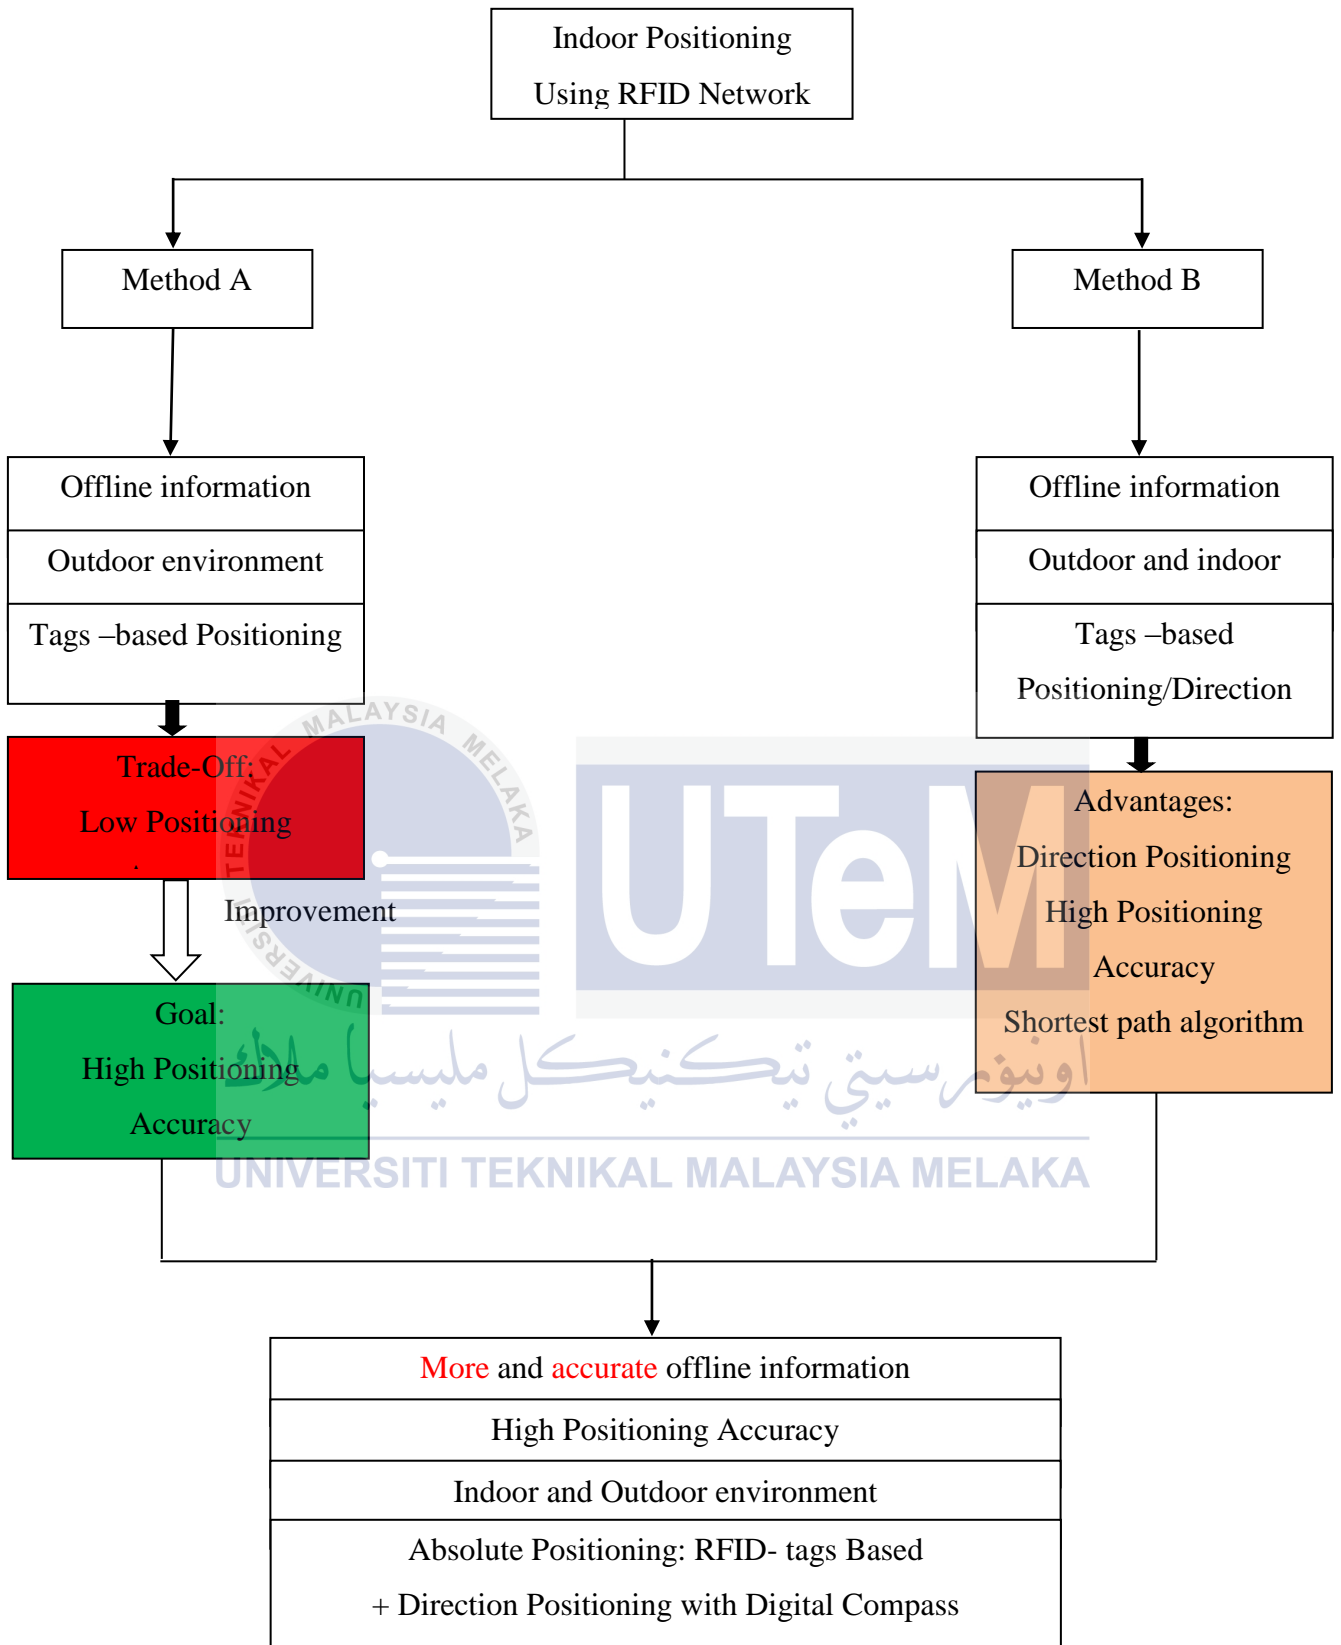 Indoor Positioning
Using RFID Network
Method A
Method B
Offline information
Outdoor environment
Tags –based Positioning
Offline information
Outdoor and indoor
Tags –based
Positioning/Direction
Trade-Off:
Low Positioning
Improvement
Goal:
High Positioning
Accuracy
Advantages:
Direction Positioning
High Positioning
Accuracy
Shortest path algorithm
UNIVERSITI TEKNIKAL MALAYSIA MELAKA
UTeM
اونيۏرسيتي تيكنيكل مليسيا ملاك
UNIVERSITI TEKNIKAL MALAYSIA MELAKA
More and accurate offline information
High Positioning Accuracy
Indoor and Outdoor environment
Absolute Positioning: RFID- tags Based
+ Direction Positioning with Digital Compass